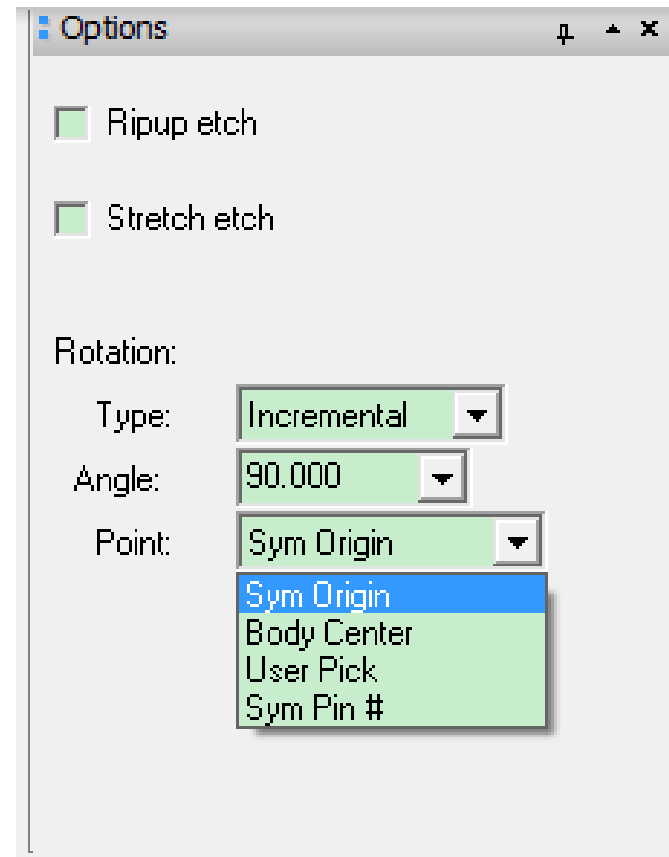 Options
Ripup etch
Stretch etch
Rotation:
Type: Incremental
Angle: 90.000
Point: Sym Origin
Sym Origin
Body Center
User Pick
Sym Pin #